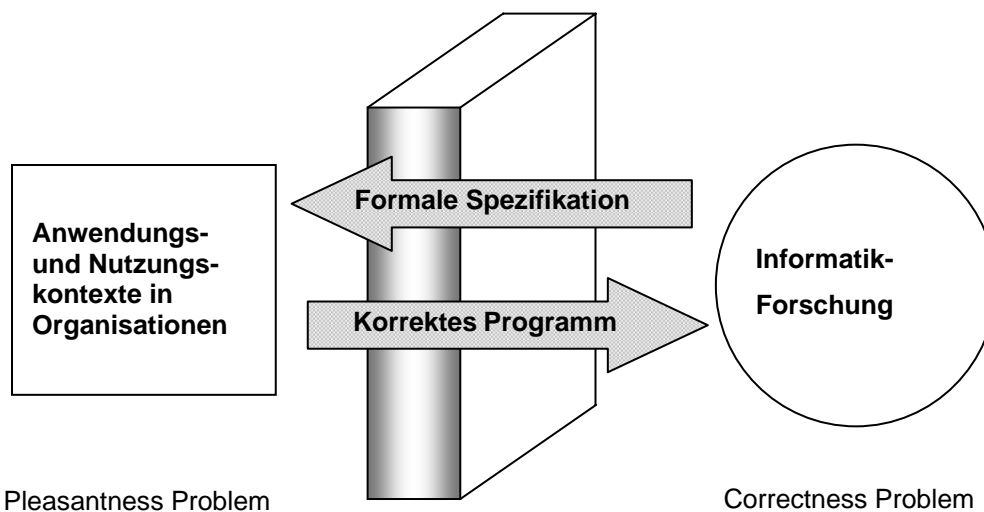 Formale Spezifikation
Anwendungs-
und Nutzungs-
kontexte in
Organisationen
Informatik-
Forschung
Korrektes Programm
Pleasantness Problem
Correctness Problem